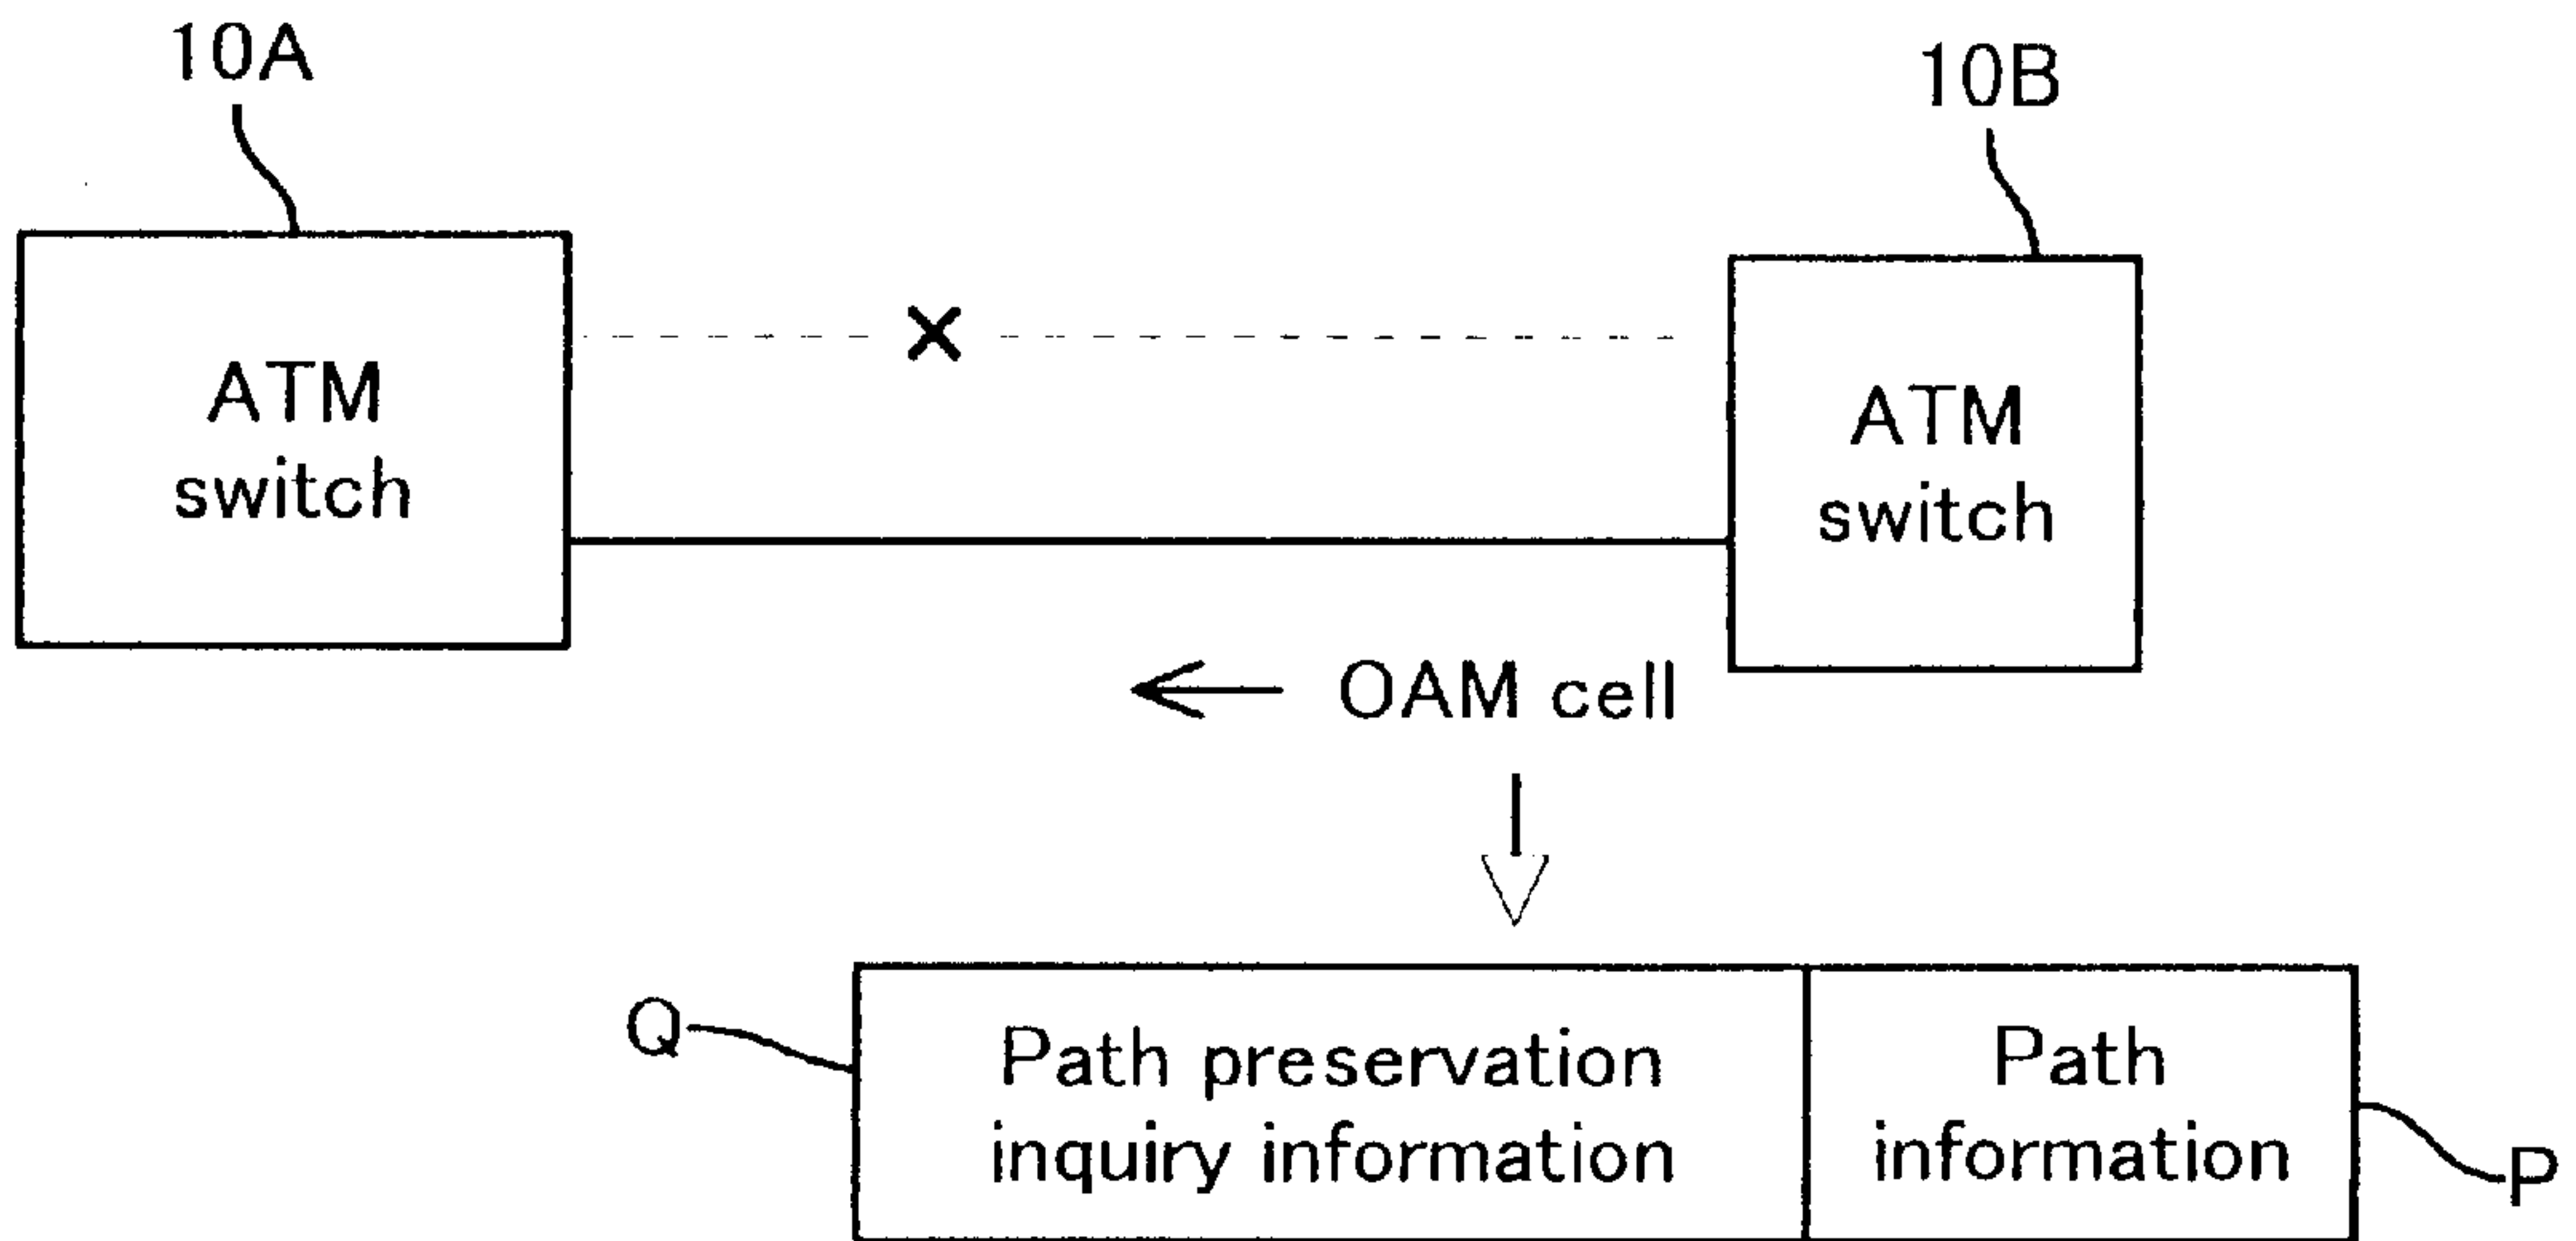 10A
10B
ATM
switch
ATM
switch
OAM cell
Q
Path preservation
inquiry information
Path
information
P